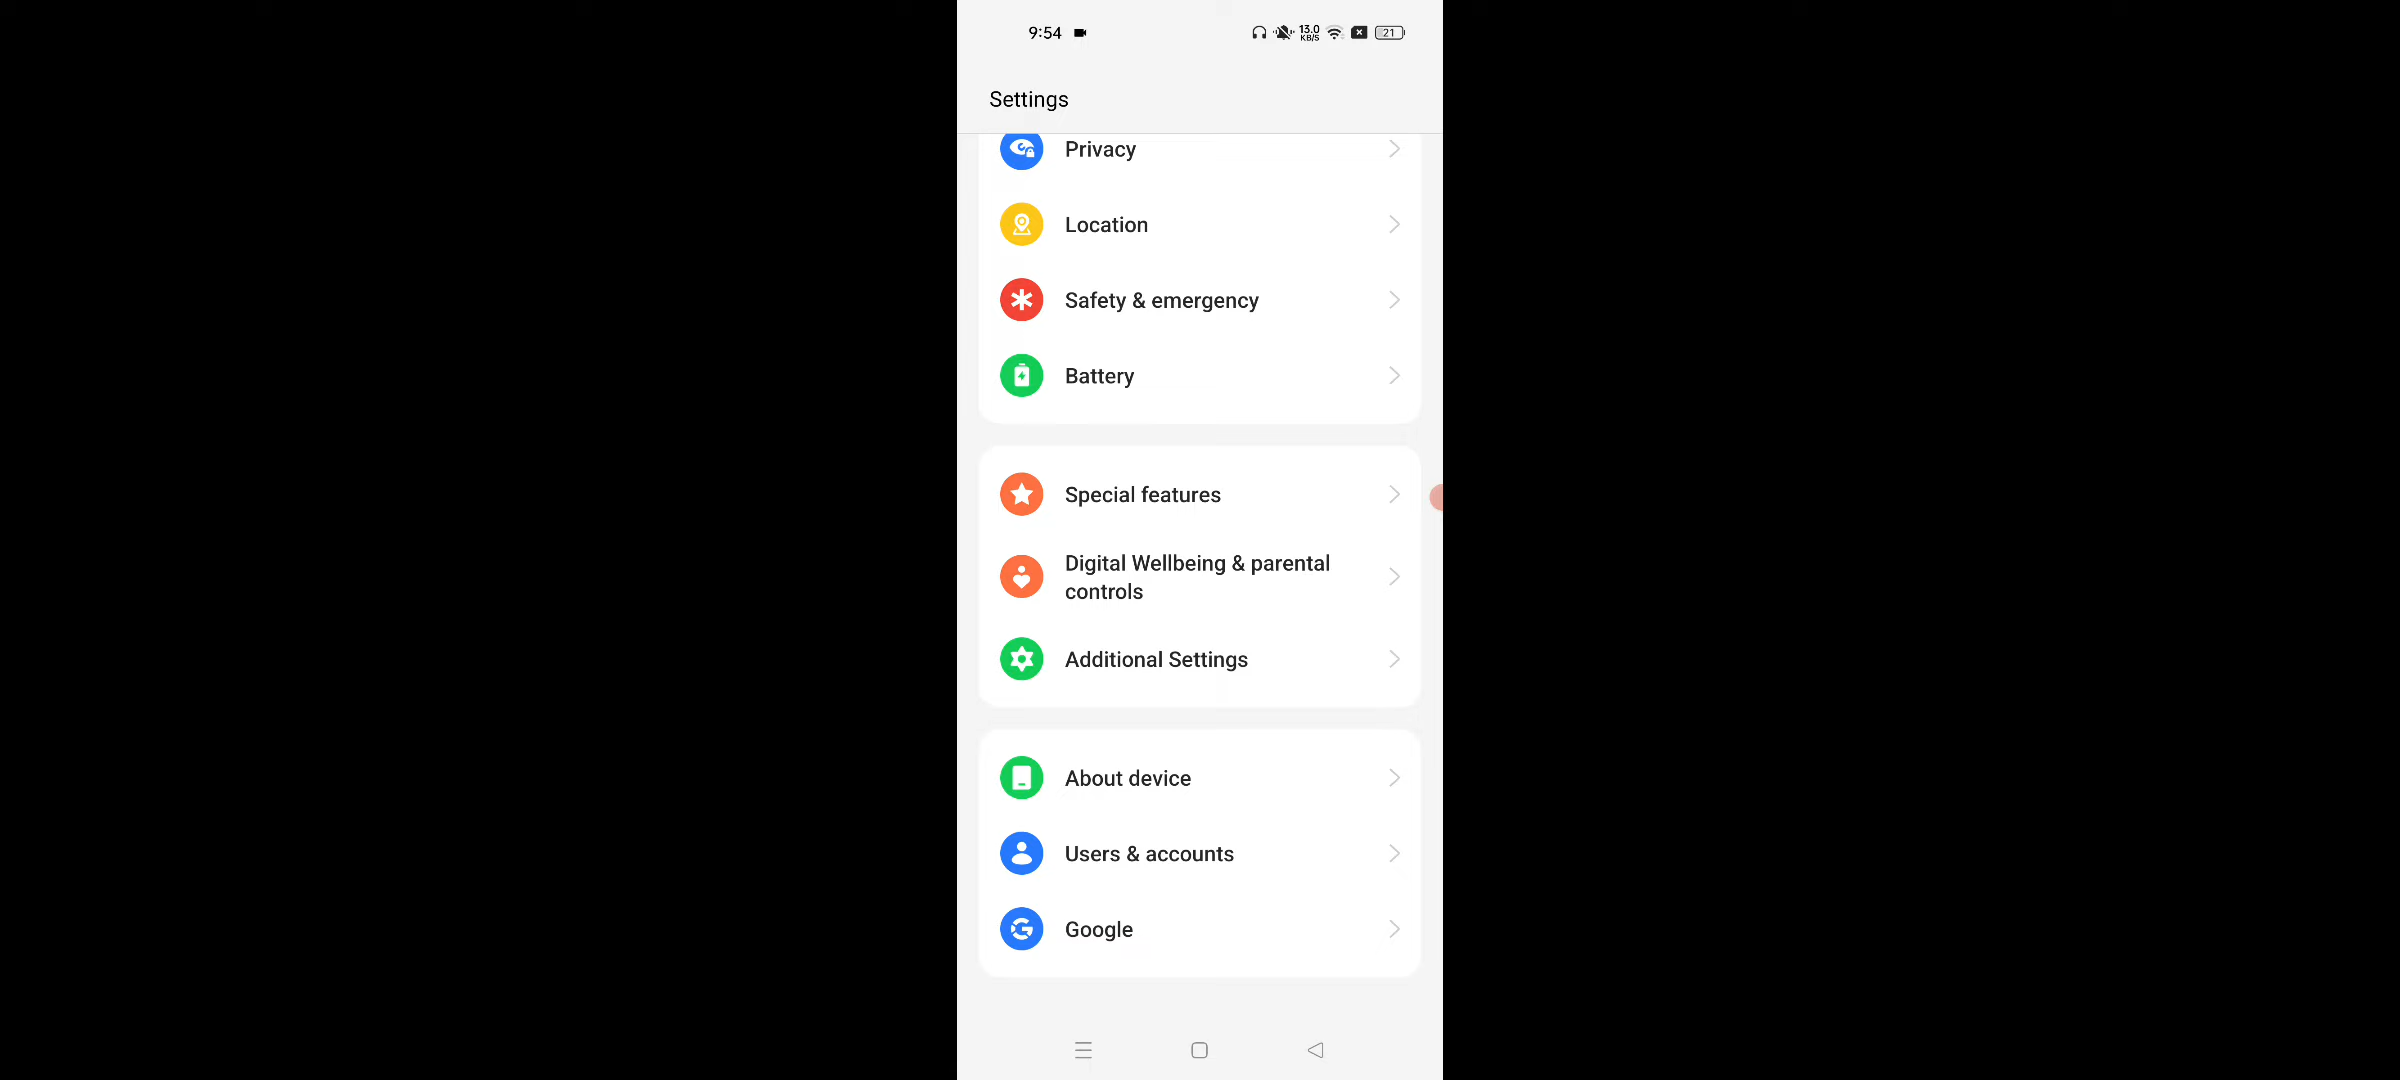 9:54
13.0
KB/S
21
Settings
Privacy
Location
Safety & emergency
Battery
Special features
Digital Wellbeing & parental
controls
Additional Settings
About device
Users & accounts
Google